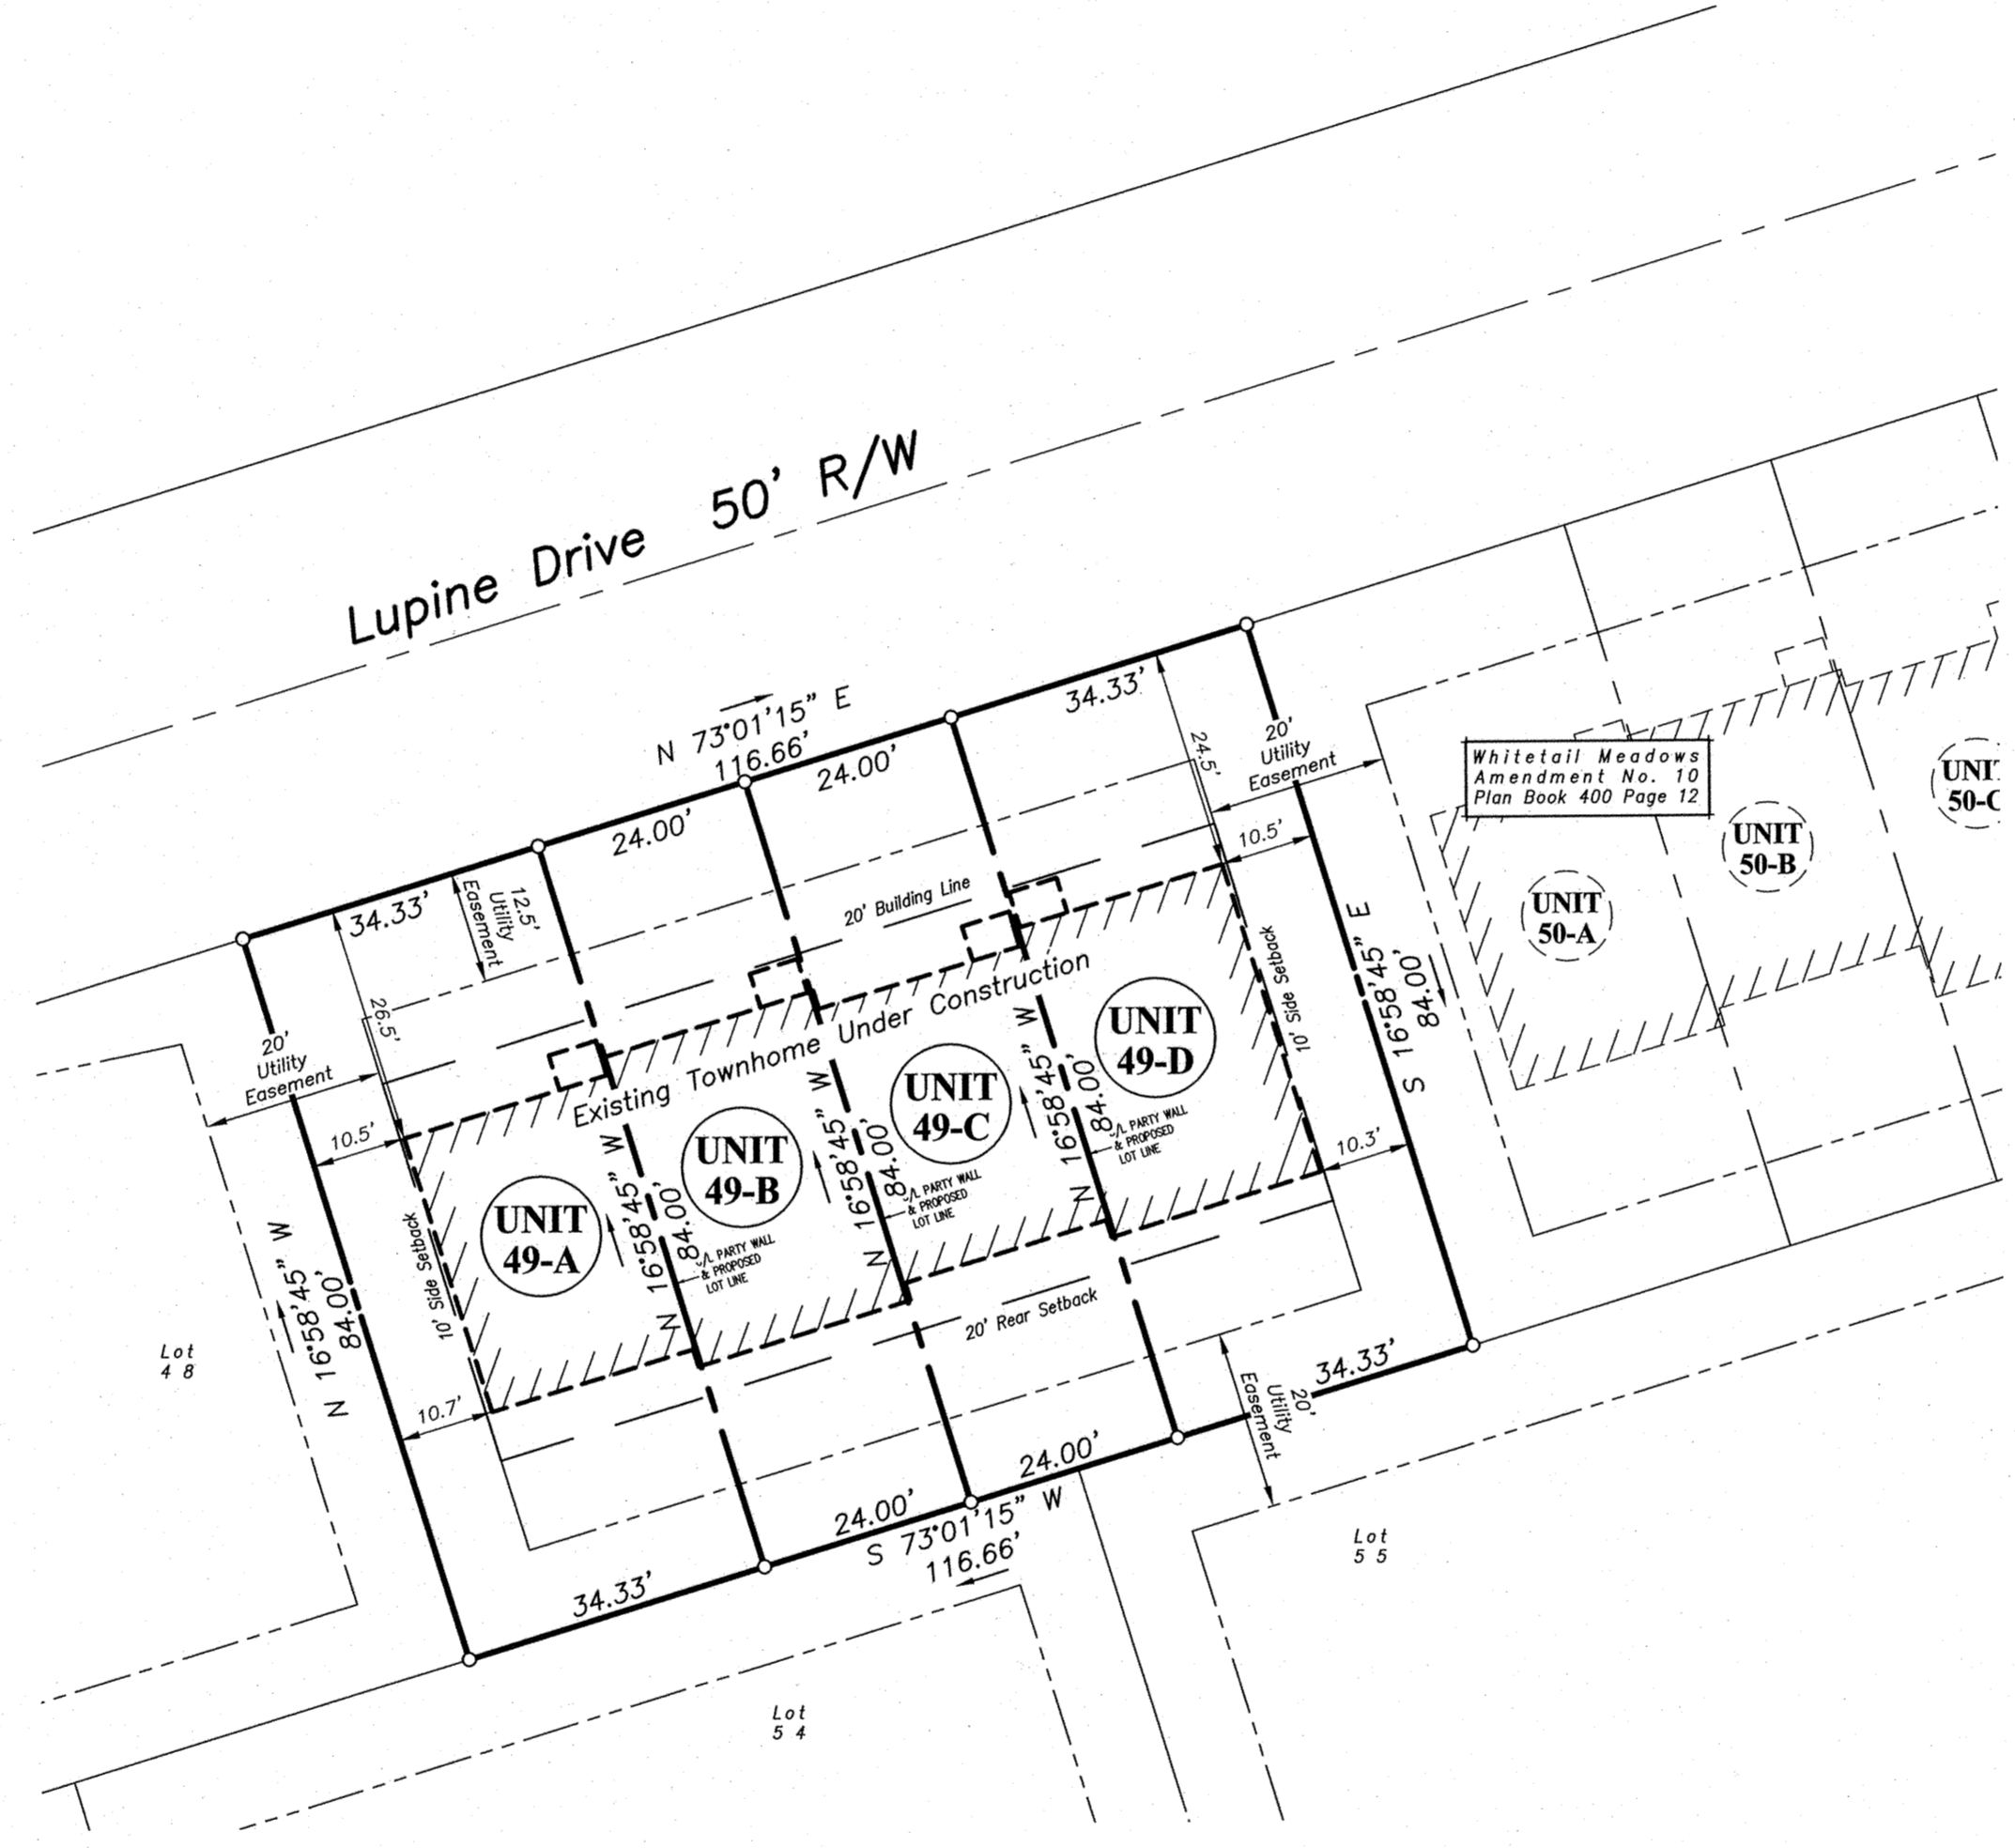 Lupine Drive 50' R/W
N 73°01'15" E
116.66'
34.33'
24.00'
24.00'
34.33'
12.5'
Utility
Easement
26.5'
24.5'
20'
Utility
Easement
20'
Utility
Easement
10.5'
10.5'
20' Building Line
Existing Townhome Under Construction
Whitetail Meadows
Amendment No. 10
Plan Book 400 Page 12
UNIT
49-A
UNIT
49-B
UNIT
49-C
UNIT
49-D
UNIT
50-A
UNIT
50-B
UNIT
50-C
N 16°58'45" W
84.00'
10' Side Setback
N 16°58'45" W
84.00'
C/L PARTY WALL
& PROPOSED
LOT LINE
N 16°58'45" W
84.00'
C/L PARTY WALL
& PROPOSED
LOT LINE
N 16°58'45" W
84.00'
C/L PARTY WALL
& PROPOSED
LOT LINE
10' Side Setback
S 16°58'45" E
84.00'
10.3'
10.7'
20' Rear Setback
20'
Utility
Easement
34.33'
24.00'
24.00'
34.33'
S 73°01'15" W
116.66'
Lot
48
Lot
54
Lot
55